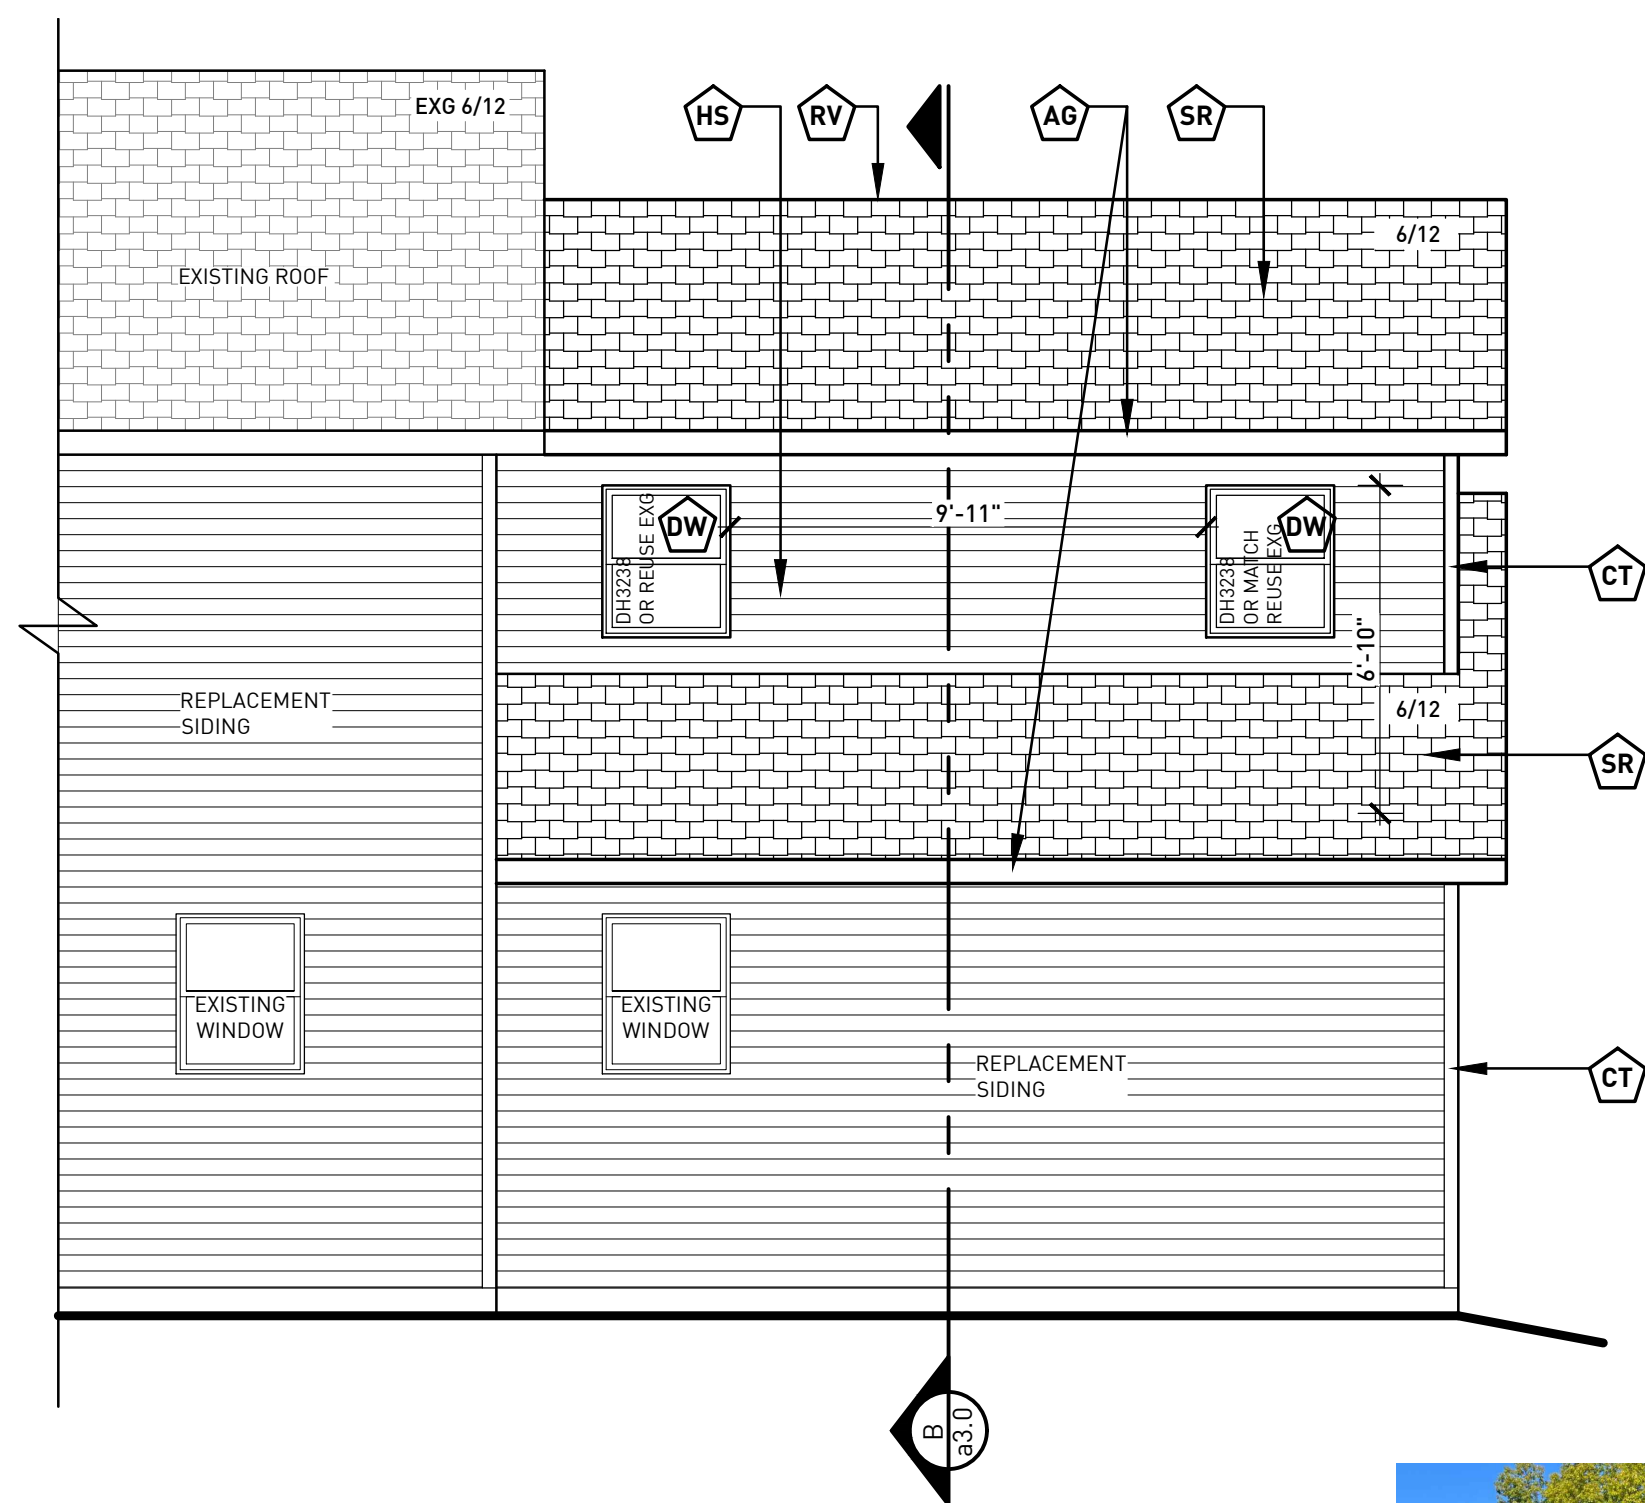 EXG 6/12
HS
RV
AG
SR
6/12
EXISTING ROOF
DH3238
OR REUSE EXG
DW
9'-11"
DH3238
OR MATCH
REUSE EXG
DW
CT
6'-10"
REPLACEMENT
SIDING
6/12
SR
EXISTING
WINDOW
EXISTING
WINDOW
REPLACEMENT
SIDING
CT
B
a3.0